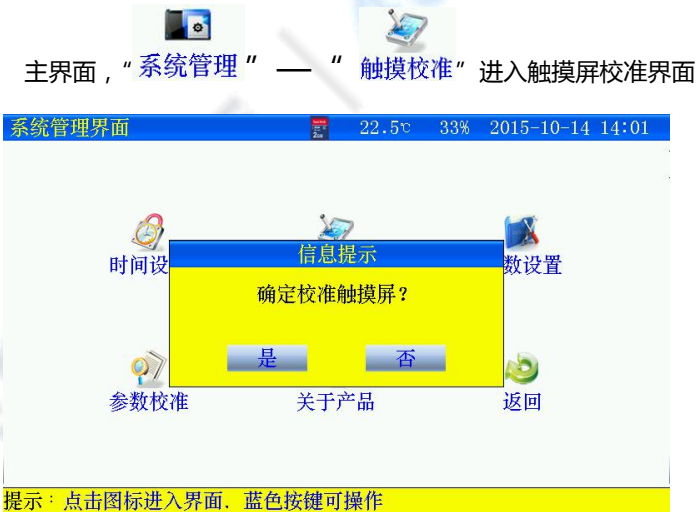 主界面，“系统管理”—“触摸校准”进入触摸屏校准界面
系统管理界面 22.5℃ 33% 2015-10-14 14:01
时间设
数设置
信息提示
确定校准触摸屏？
是 否
参数校准 关于产品 返回
提示：点击图标进入界面．蓝色按键可操作